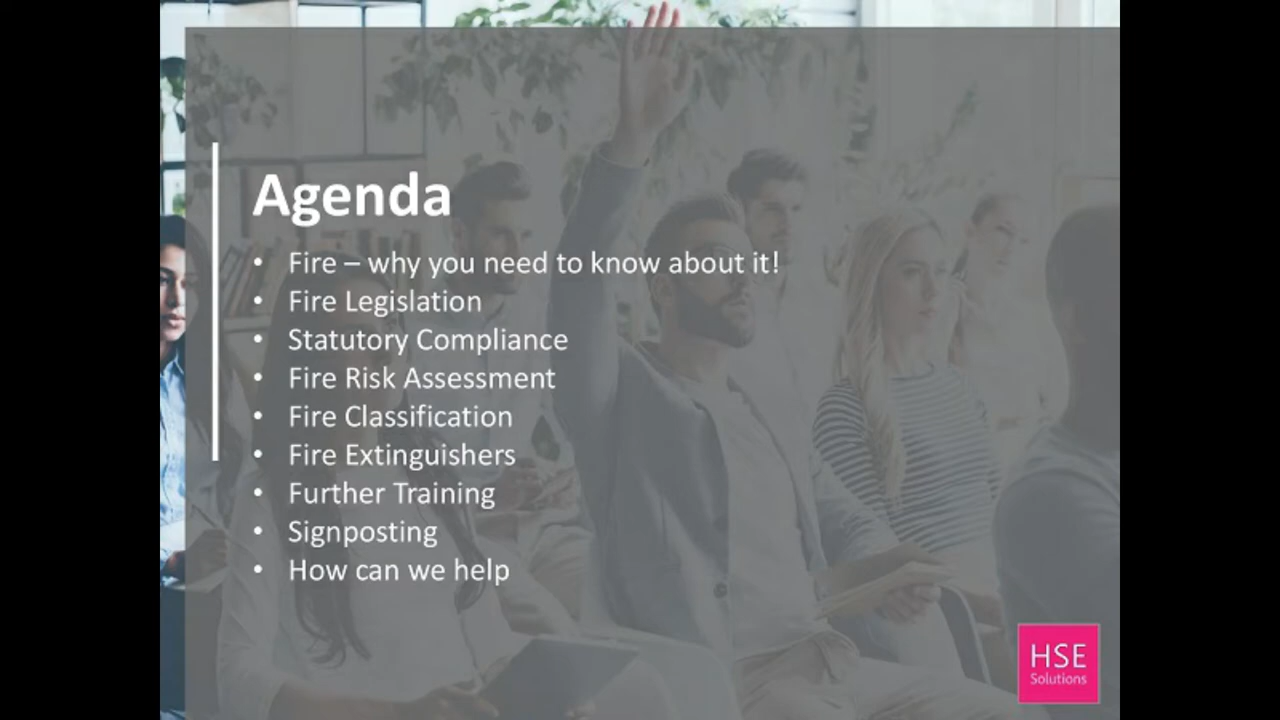 Agenda
• Fire – why you need to know about it!
• Fire Legislation
• Statutory Compliance
• Fire Risk Assessment
• Fire Classification
• Fire Extinguishers
• Further Training
• Signposting
• How can we help
HSE
Solutions